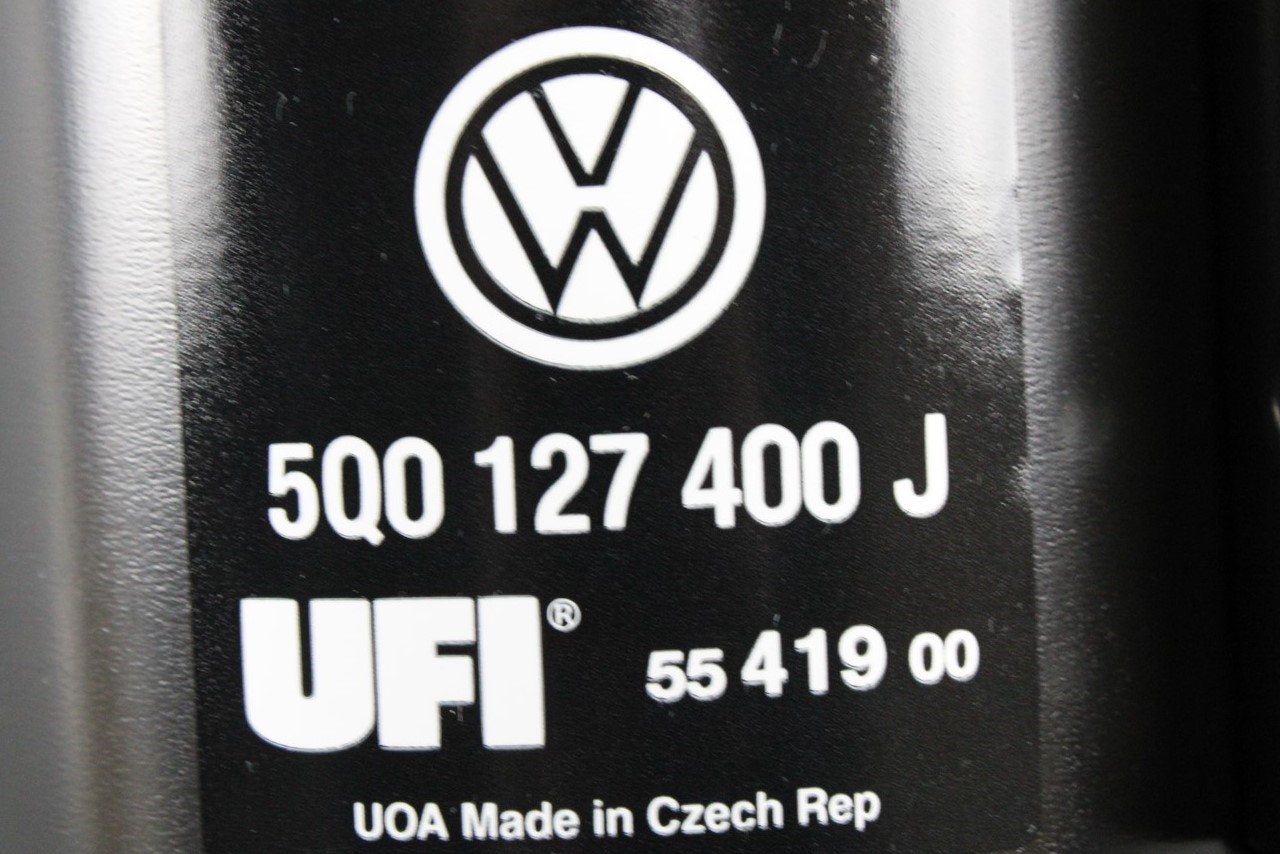 5Q0 127 400 J
UFI® 55 419 00
UOA Made in Czech Rep